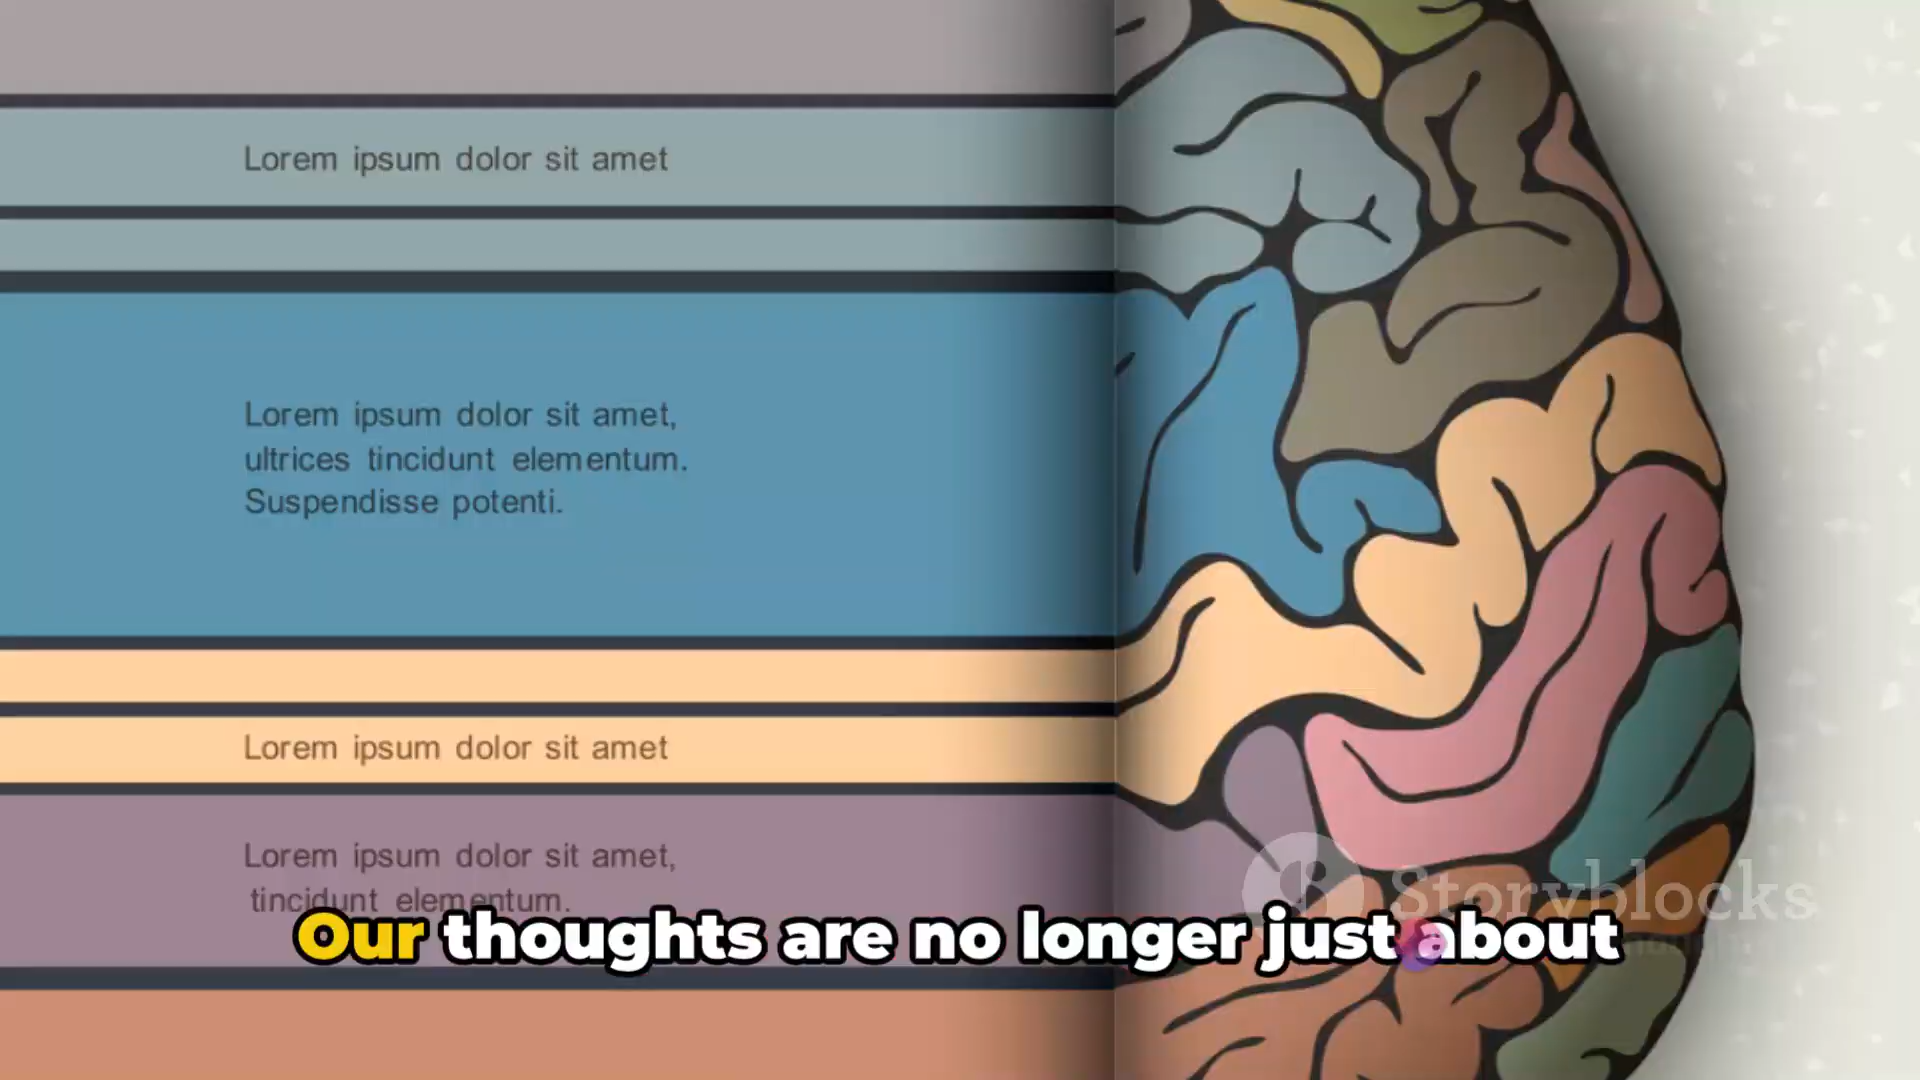 Lorem ipsum dolor sit amet
Lorem ipsum dolor sit amet,
ultrices tincidunt elementum.
Suspendisse potenti.
Lorem ipsum dolor sit amet
Lorem ipsum dolor sit amet,
tincidunt elementum.
Storyblocks
Our thoughts are no longer just about